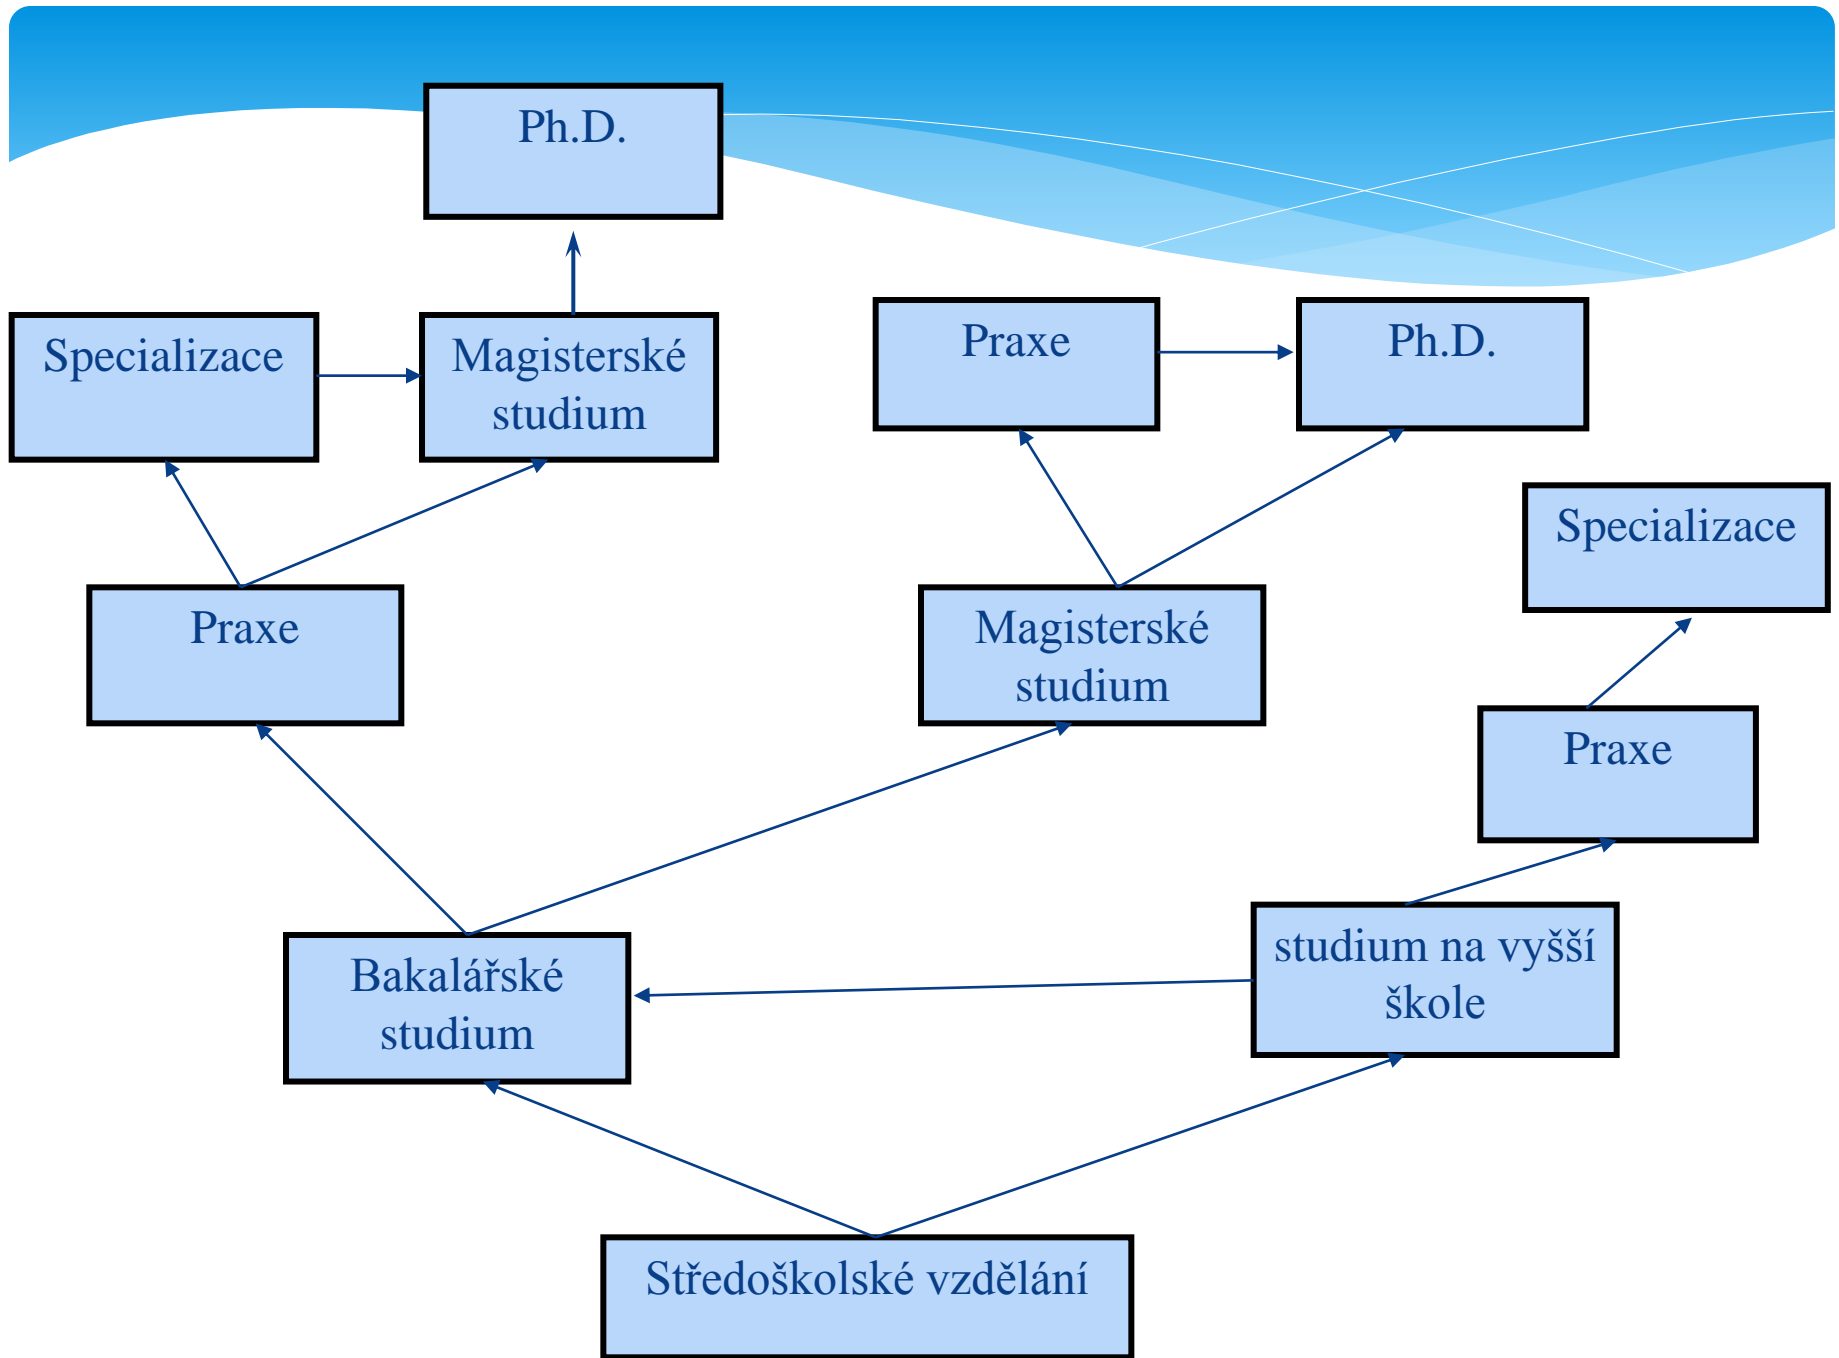 Ph.D.
Specializace
Magisterské
studium
Praxe
Ph.D.
Specializace
Praxe
Magisterské
studium
Praxe
Bakalářské
studium
studium na vyšší
škole
Středoškolské vzdělání